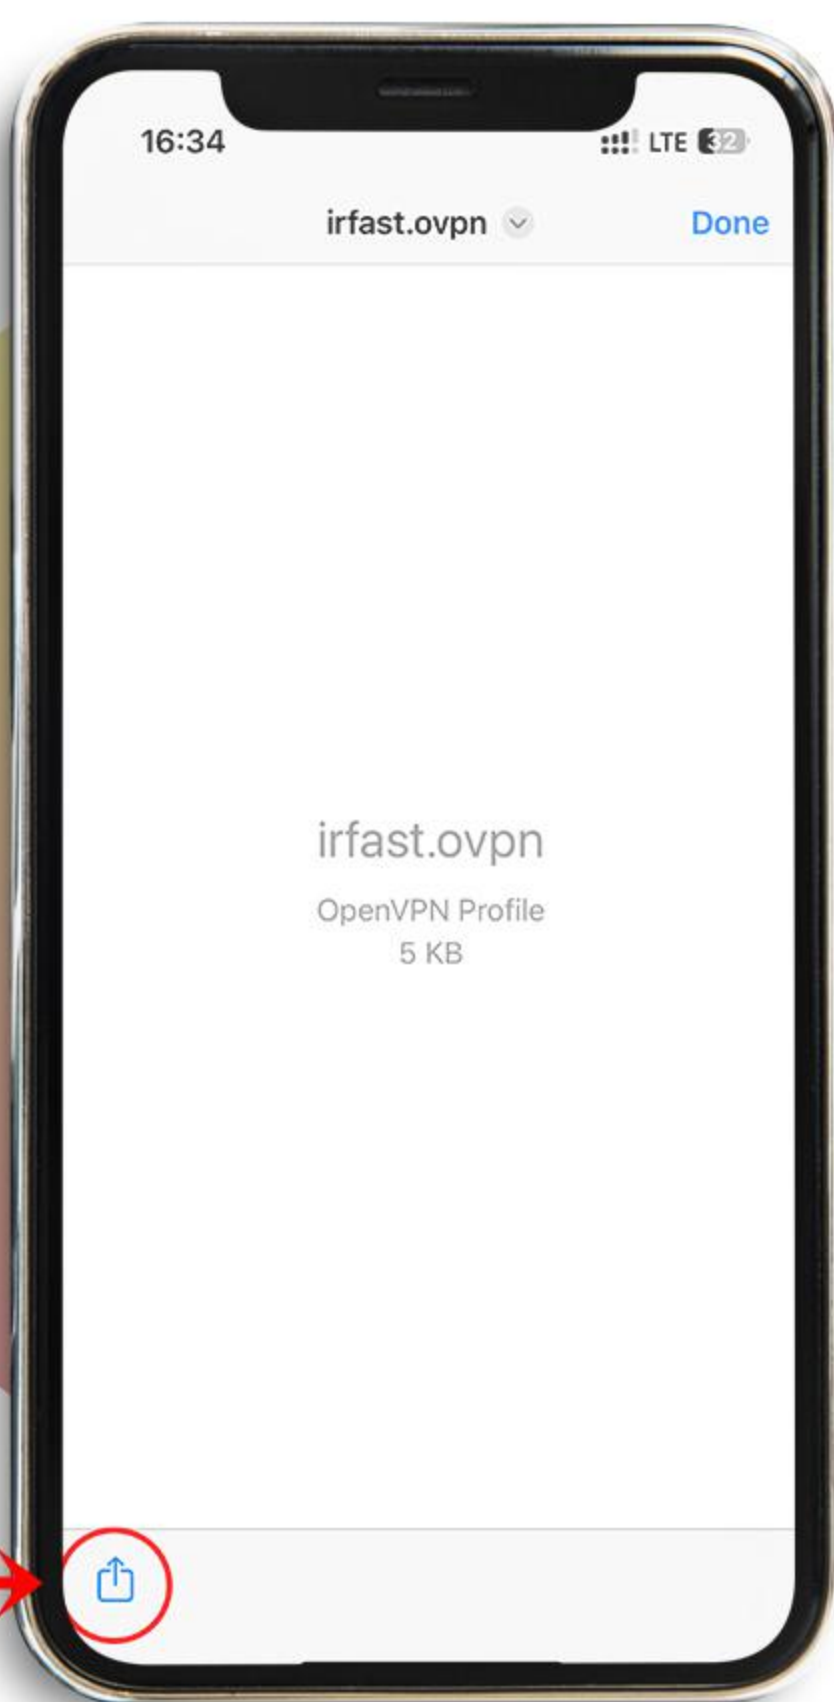 16:34
LTE 32
irfast.ovpn
Done
irfast.ovpn
OpenVPN Profile
5 KB